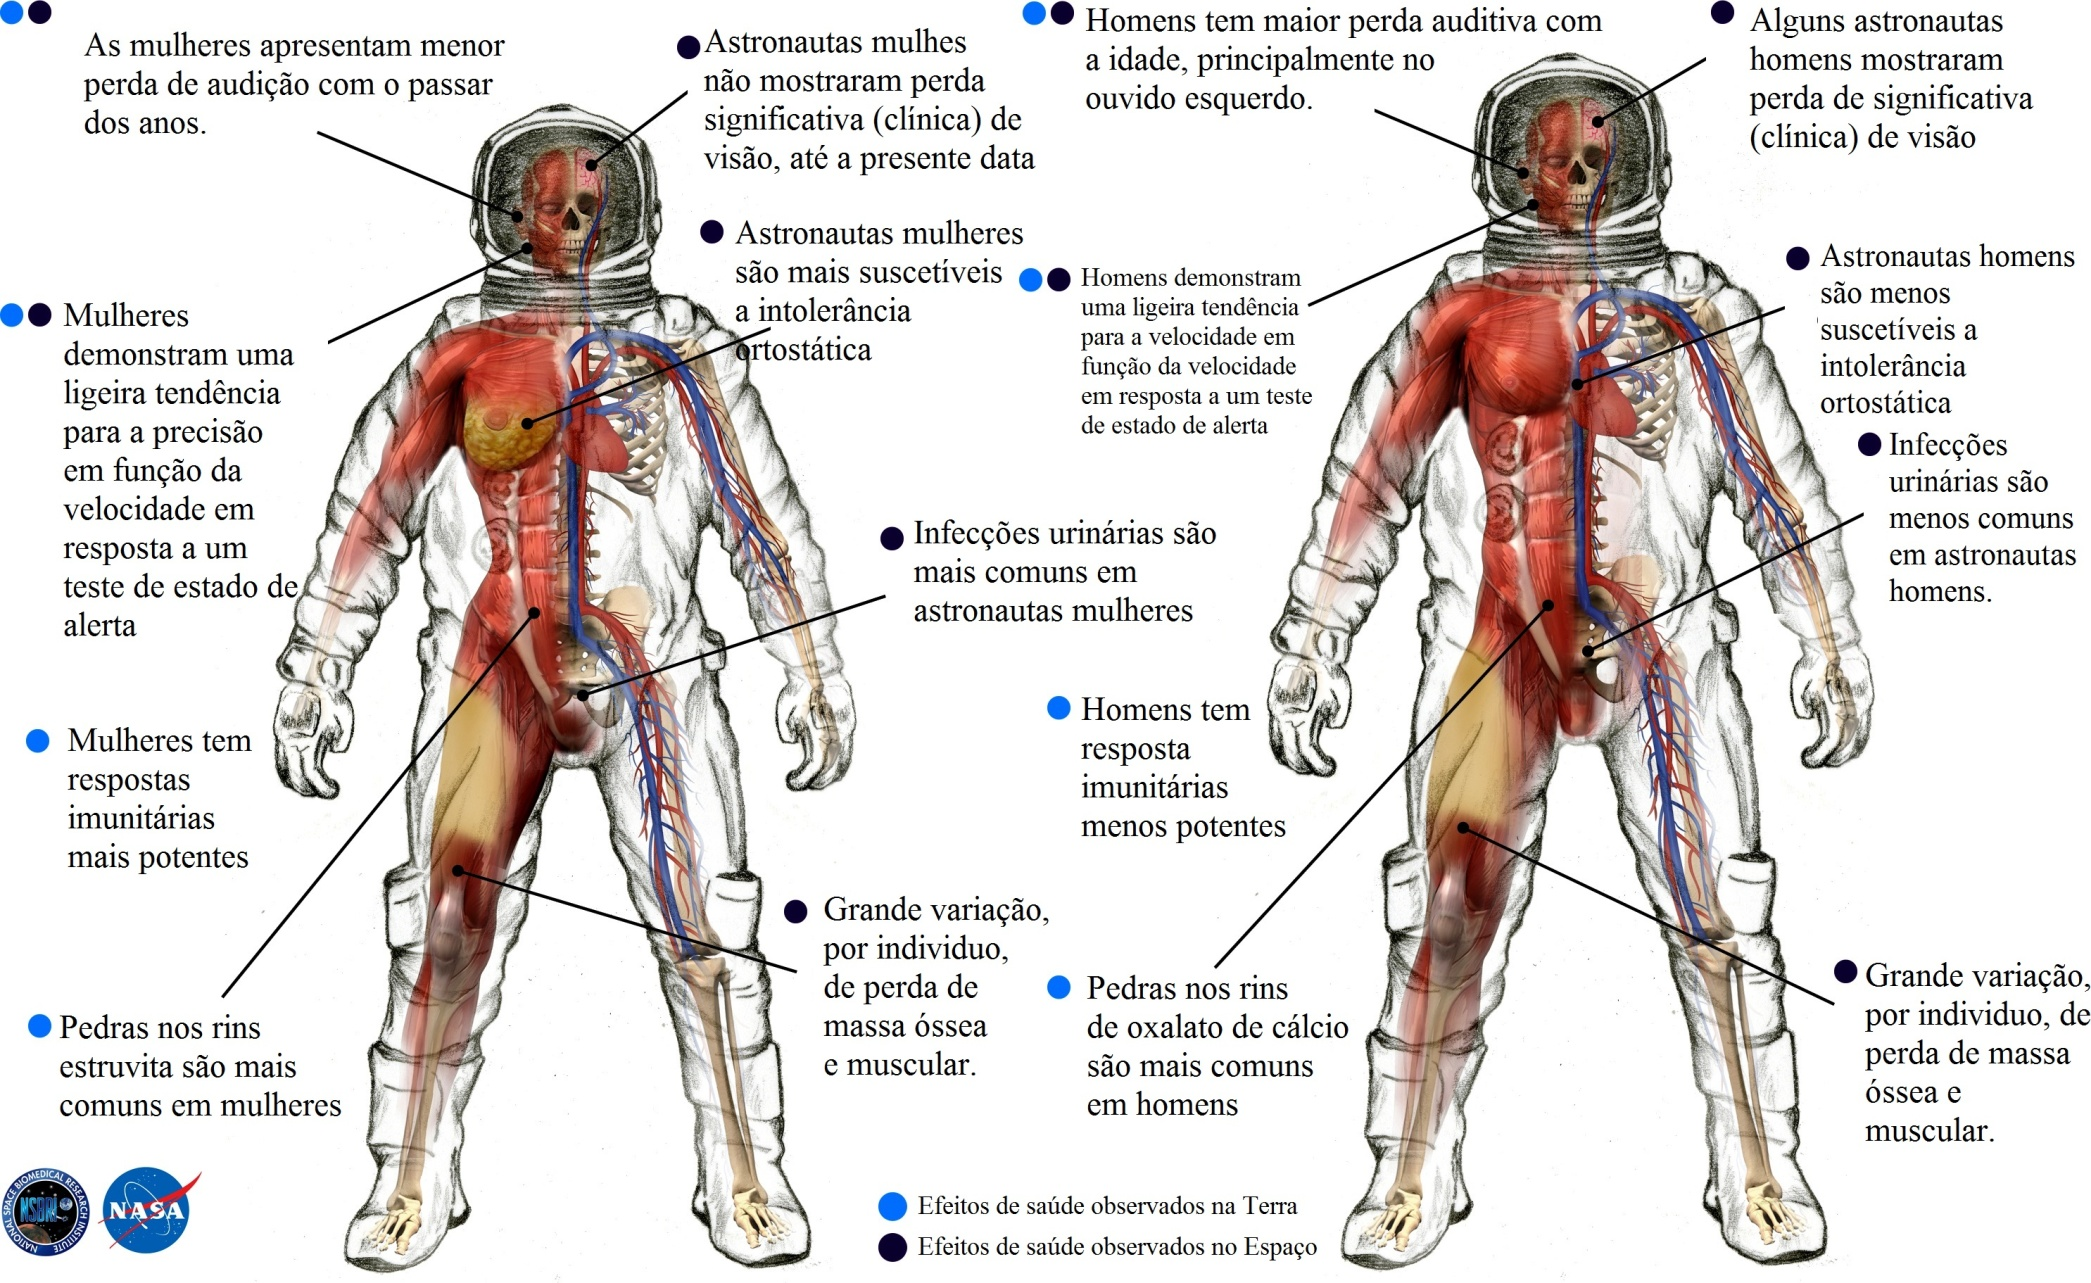 As mulheres apresentam menor
perda de audição com o passar
dos anos.
Astronautas mulhes
não mostraram perda
significativa (clínica) de
visão, até a presente data
Astronautas mulheres
são mais suscetíveis
a intolerância
ortostática
Mulheres
demonstram uma
ligeira tendência
para a precisão
em função da
velocidade em
resposta a um
teste de estado de
alerta
Infecções urinárias são
mais comuns em
astronautas mulheres
Mulheres tem
respostas
imunitárias
mais potentes
Grande variação,
por individuo,
de perda de
massa óssea
e muscular.
Pedras nos rins
estruvita são mais
comuns em mulheres
Homens tem maior perda auditiva com
a idade, principalmente no
ouvido esquerdo.
Alguns astronautas
homens mostraram
perda de significativa
(clínica) de visão
Homens demonstram
uma ligeira tendência
para a velocidade em
função da velocidade
em resposta a um teste
de estado de alerta
Astronautas homens
são menos
suscetíveis a
intolerância
ortostática
Infecções
urinárias são
menos comuns
em astronautas
homens.
Homens tem
resposta
imunitárias
menos potentes
Pedras nos rins
de oxalato de cálcio
são mais comuns
em homens
Grande variação,
por individuo, de
perda de massa
óssea e
muscular.
NATIONAL SPACE BIOMEDICAL RESEARCH INSTITUTE
NSBRI
NASA
Efeitos de saúde observados na Terra
Efeitos de saúde observados no Espaço